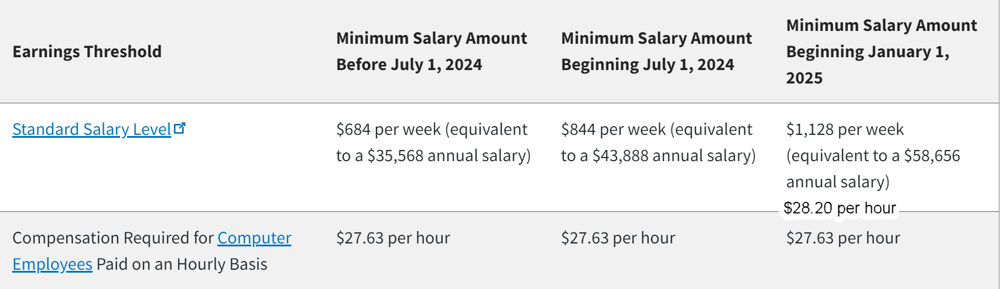 Earnings Threshold
Minimum Salary Amount
Before July 1, 2024
Minimum Salary Amount
Beginning July 1, 2024
Minimum Salary Amount
Beginning January 1,
2025
Standard Salary Level
$684 per week (equivalent
to a $35,568 annual salary)
$844 per week (equivalent
to a $43,888 annual salary)
$1,128 per week
(equivalent to a $58,656
annual salary)
$28.20 per hour
Compensation Required for Computer
Employees Paid on an Hourly Basis
$27.63 per hour
$27.63 per hour
$27.63 per hour